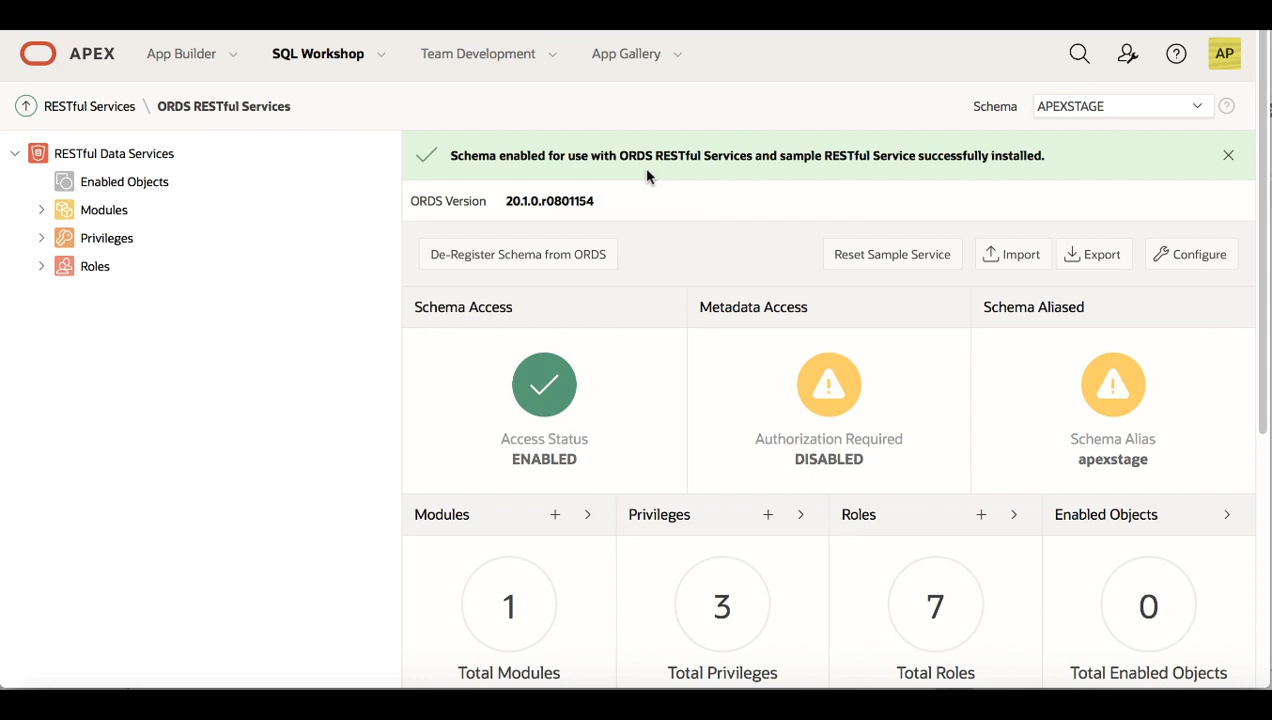 APEX App Builder SQL Workshop Team Development App Gallery AP
RESTful Services \ ORDS RESTful Services Schema APEXSTAGE
RESTful Data Services
Enabled Objects
Modules
Privileges
Roles
Schema enabled for use with ORDS RESTful Services and sample RESTful Service successfully installed.
ORDS Version 20.1.0.r0801154
De-Register Schema from ORDS Reset Sample Service Import Export Configure
Schema Access Metadata Access Schema Aliased
Access Status Authorization Required Schema Alias
ENABLED DISABLED apexstage
Modules + > Privileges + > Roles + > Enabled Objects >
1 3 7 0
Total Modules Total Privileges Total Roles Total Enabled Objects